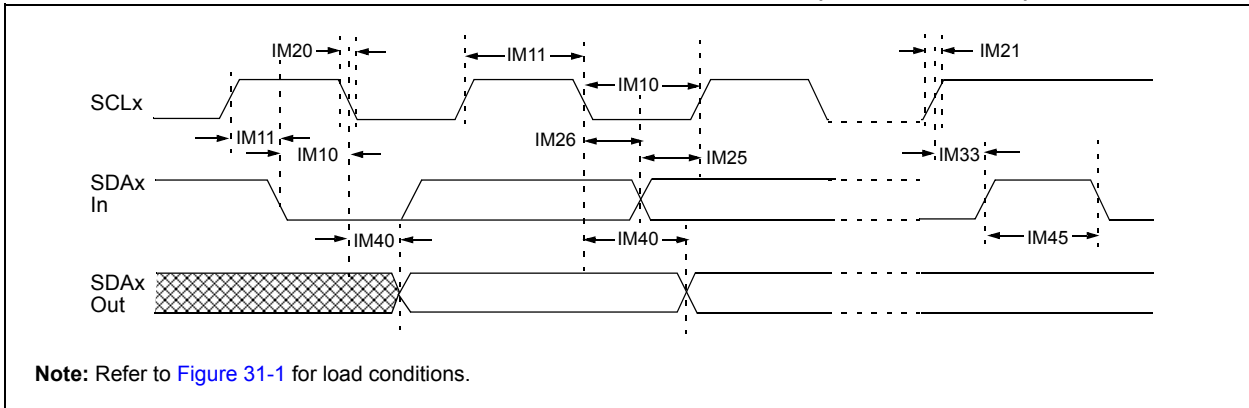 IM20
IM11
IM21
SCLx
IM10
IM11
IM10
IM26
IM25
IM33
SDAx
In
IM40
IM40
IM45
SDAx
Out
Note: Refer to Figure 31-1 for load conditions.